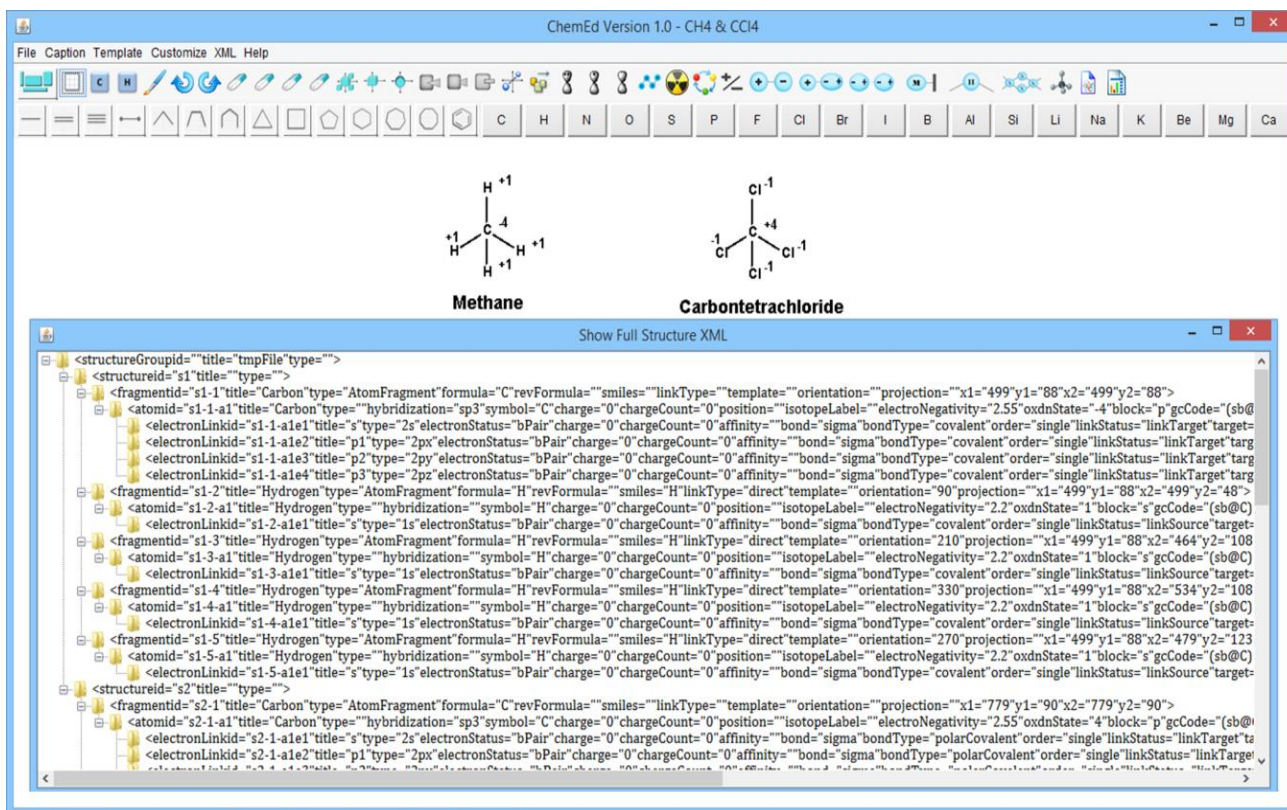 ChemEd Version 1.0 - CH4 & CCl4
File Caption Template Customize XML Help
C H N O S P F Cl Br I B Al Si Li Na K Be Mg Ca
H +1
C -4
+1 H
H +1
H +1
Methane
Cl -1
C +4
-1 Cl
Cl -1
Cl -1
Carbontetrachloride
Show Full Structure XML
<structureGroupid=""title="tmpFile"type="">
<structureid="s1"title=""type="">
<fragmentid="s1-1"title="Carbon"type="AtomFragment"formula="C"revFormula=""smiles=""linkType=""template=""orientation=""projection=""x1="499"y1="88"x2="499"y2="88">
<atomid="s1-1-a1"title="Carbon"type=""hybridization="sp3"symbol="C"charge="0"chargeCount="0"position=""isotopeLabel=""electroNegativity="2.55"oxdnState="-4"block="p"gcCode="(sb@
<electronLinkid="s1-1-a1e1"title="s"type="2s"electronStatus="bPair"charge="0"chargeCount="0"affinity=""bond="sigma"bondType="covalent"order="single"linkStatus="linkTarget"target=
<electronLinkid="s1-1-a1e2"title="p1"type="2px"electronStatus="bPair"charge="0"chargeCount="0"affinity=""bond="sigma"bondType="covalent"order="single"linkStatus="linkTarget"targ
<electronLinkid="s1-1-a1e3"title="p2"type="2py"electronStatus="bPair"charge="0"chargeCount="0"affinity=""bond="sigma"bondType="covalent"order="single"linkStatus="linkTarget"targ
<electronLinkid="s1-1-a1e4"title="p3"type="2pz"electronStatus="bPair"charge="0"chargeCount="0"affinity=""bond="sigma"bondType="covalent"order="single"linkStatus="linkTarget"targ
<fragmentid="s1-2"title="Hydrogen"type="AtomFragment"formula="H"revFormula=""smiles="H"linkType="direct"template=""orientation="90"projection=""x1="499"y1="88"x2="499"y2="48">
<atomid="s1-2-a1"title="Hydrogen"type=""hybridization=""symbol="H"charge="0"chargeCount="0"position=""isotopeLabel=""electroNegativity="2.2"oxdnState="1"block="s"gcCode="(sb@C)
<electronLinkid="s1-2-a1e1"title="s"type="1s"electronStatus="bPair"charge="0"chargeCount="0"affinity=""bond="sigma"bondType="covalent"order="single"linkStatus="linkSource"target=
<fragmentid="s1-3"title="Hydrogen"type="AtomFragment"formula="H"revFormula=""smiles="H"linkType="direct"template=""orientation="210"projection=""x1="499"y1="88"x2="464"y2="108
<atomid="s1-3-a1"title="Hydrogen"type=""hybridization=""symbol="H"charge="0"chargeCount="0"position=""isotopeLabel=""electroNegativity="2.2"oxdnState="1"block="s"gcCode="(sb@C)
<electronLinkid="s1-3-a1e1"title="s"type="1s"electronStatus="bPair"charge="0"chargeCount="0"affinity=""bond="sigma"bondType="covalent"order="single"linkStatus="linkSource"target=
<fragmentid="s1-4"title="Hydrogen"type="AtomFragment"formula="H"revFormula=""smiles="H"linkType="direct"template=""orientation="330"projection=""x1="499"y1="88"x2="534"y2="108
<atomid="s1-4-a1"title="Hydrogen"type=""hybridization=""symbol="H"charge="0"chargeCount="0"position=""isotopeLabel=""electroNegativity="2.2"oxdnState="1"block="s"gcCode="(sb@C)
<electronLinkid="s1-4-a1e1"title="s"type="1s"electronStatus="bPair"charge="0"chargeCount="0"affinity=""bond="sigma"bondType="covalent"order="single"linkStatus="linkSource"target=
<fragmentid="s1-5"title="Hydrogen"type="AtomFragment"formula="H"revFormula=""smiles="H"linkType="direct"template=""orientation="270"projection=""x1="499"y1="88"x2="479"y2="123
<atomid="s1-5-a1"title="Hydrogen"type=""hybridization=""symbol="H"charge="0"chargeCount="0"position=""isotopeLabel=""electroNegativity="2.2"oxdnState="1"block="s"gcCode="(sb@C)
<electronLinkid="s1-5-a1e1"title="s"type="1s"electronStatus="bPair"charge="0"chargeCount="0"affinity=""bond="sigma"bondType="covalent"order="single"linkStatus="linkSource"target=
<structureid="s2"title=""type="">
<fragmentid="s2-1"title="Carbon"type="AtomFragment"formula="C"revFormula=""smiles=""linkType=""template=""orientation=""projection=""x1="779"y1="90"x2="779"y2="90">
<atomid="s2-1-a1"title="Carbon"type=""hybridization="sp3"symbol="C"charge="0"chargeCount="0"position=""isotopeLabel=""electroNegativity="2.55"oxdnState="4"block="p"gcCode="(sb@
<electronLinkid="s2-1-a1e1"title="s"type="2s"electronStatus="bPair"charge="0"chargeCount="0"affinity=""bond="sigma"bondType="polarCovalent"order="single"linkStatus="linkTarget"ta
<electronLinkid="s2-1-a1e2"title="p1"type="2px"electronStatus="bPair"charge="0"chargeCount="0"affinity=""bond="sigma"bondType="polarCovalent"order="single"linkStatus="linkTarget